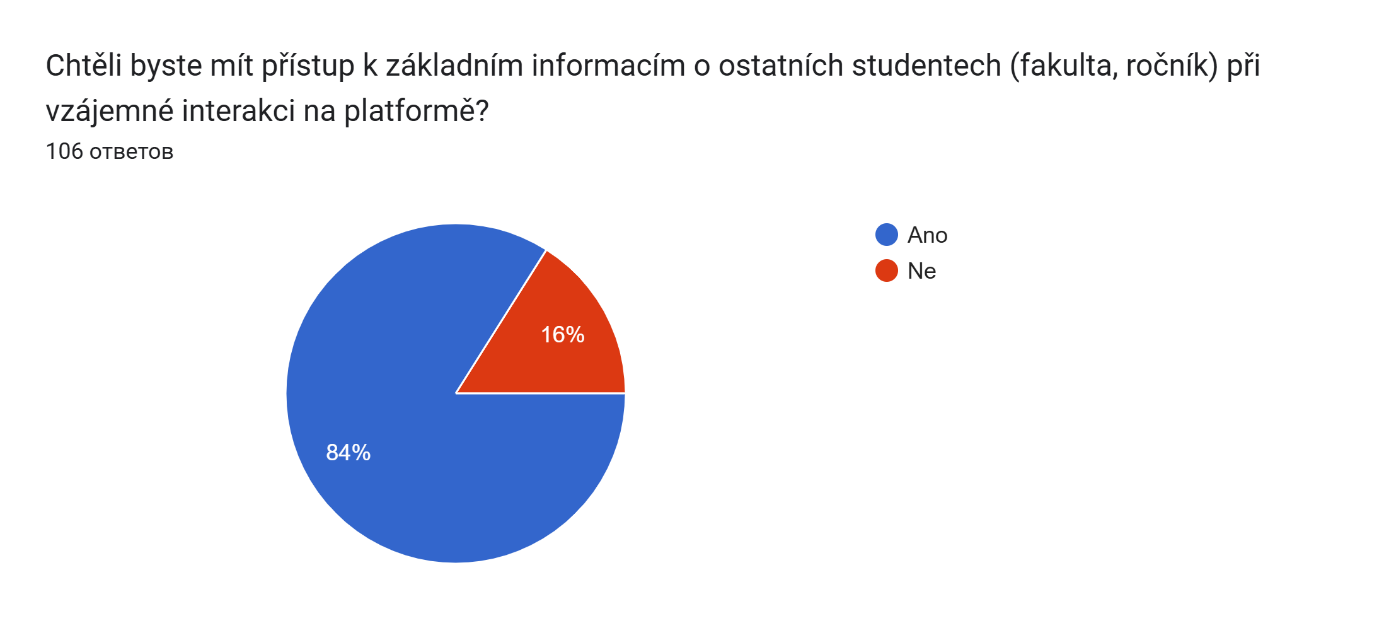 Chtěli byste mít přístup k základním informacím o ostatních studentech (fakulta, ročník) při
vzájemné interakci na platformě?
106 ответов
Ano
Ne
16%
84%